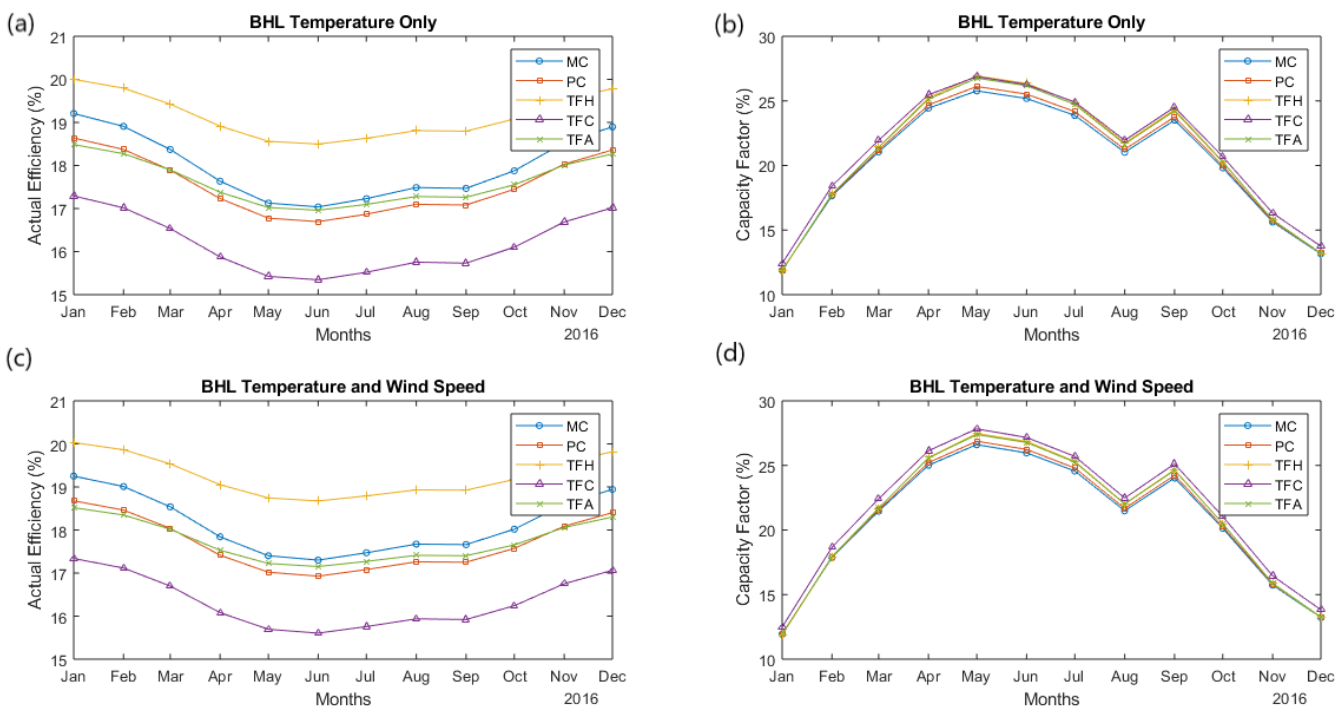 (a)
BHL Temperature Only
Actual Efficiency (%)
21
20
19
18
17
16
15
MC
PC
TFH
TFC
TFA
Jan Feb Mar Apr May Jun Jul Aug Sep Oct Nov Dec
Months
2016
(b)
BHL Temperature Only
Capacity Factor (%)
30
25
20
15
10
MC
PC
TFH
TFC
TFA
Jan Feb Mar Apr May Jun Jul Aug Sep Oct Nov Dec
Months
2016
(c)
BHL Temperature and Wind Speed
Actual Efficiency (%)
21
20
19
18
17
16
15
MC
PC
TFH
TFC
TFA
Jan Feb Mar Apr May Jun Jul Aug Sep Oct Nov Dec
Months
2016
(d)
BHL Temperature and Wind Speed
Capacity Factor (%)
30
25
20
15
10
MC
PC
TFH
TFC
TFA
Jan Feb Mar Apr May Jun Jul Aug Sep Oct Nov Dec
Months
2016